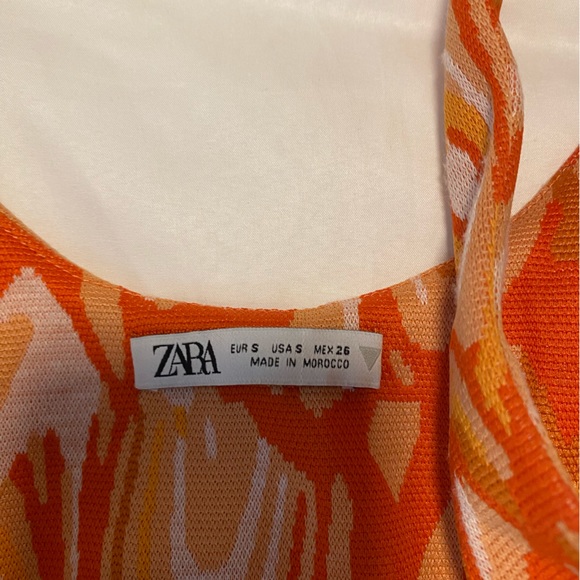 ZARA
EUR S USA S MEX 26
MADE IN MOROCCO